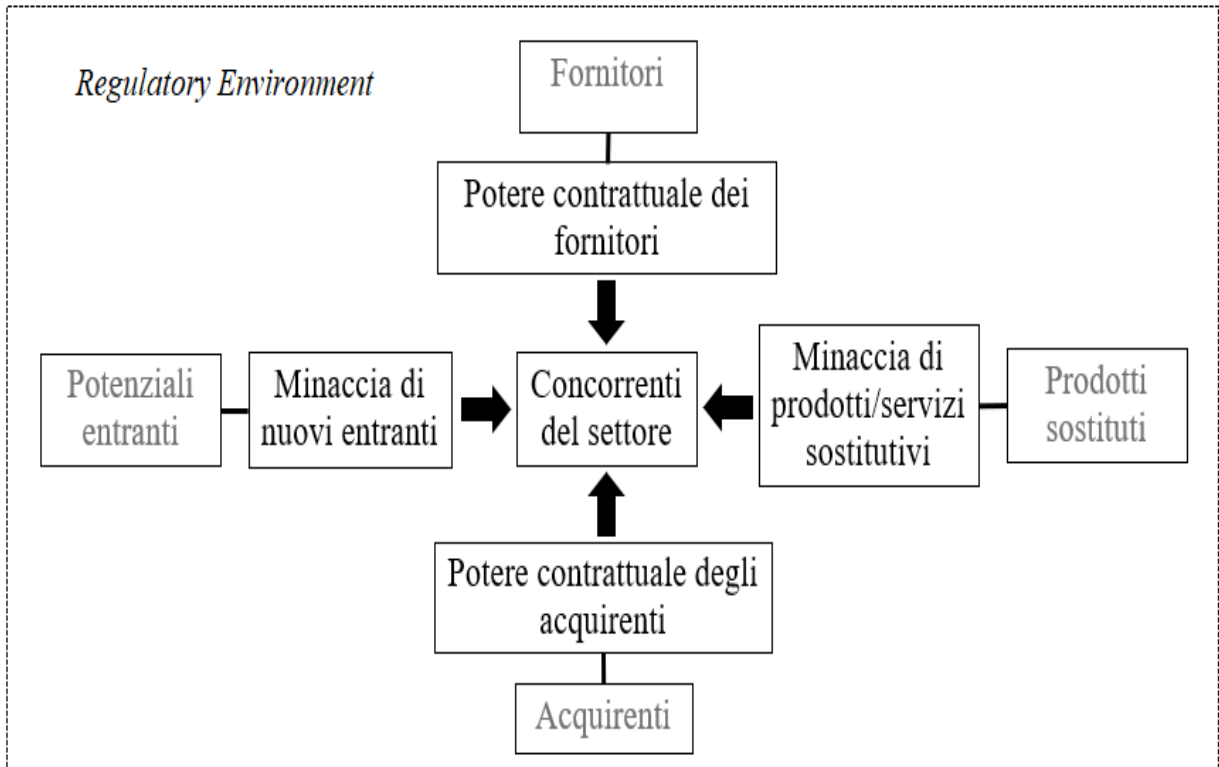 Regulatory Environment
Fornitori
Potere contrattuale dei
fornitori
Potenziali
entranti
Minaccia di
nuovi entranti
Concorrenti
del settore
Minaccia di
prodotti/servizi
sostitutivi
Prodotti
sostituti
Potere contrattuale degli
acquirenti
Acquirenti